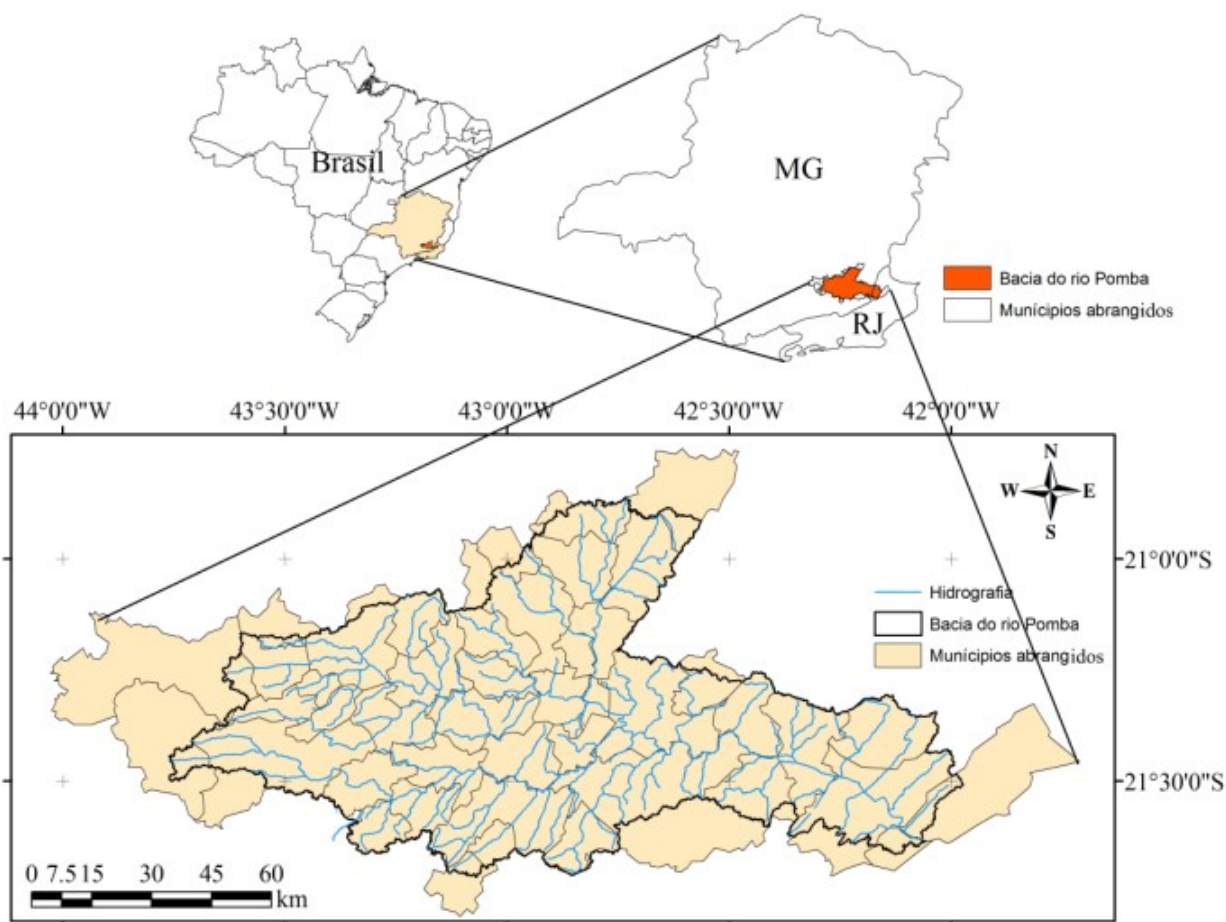 Brasil
MG
RJ
Bacia do rio Pomba
Munícipios abrangidos
44°0'0"W 43°30'0"W 43°0'0"W 42°30'0"W 42°0'0"W
N
W E
S
21°0'0"S
Hidrografia
Bacia do rio Pomba
Munícipios abrangidos
21°30'0"S
0 7.5 15 30 45 60
km